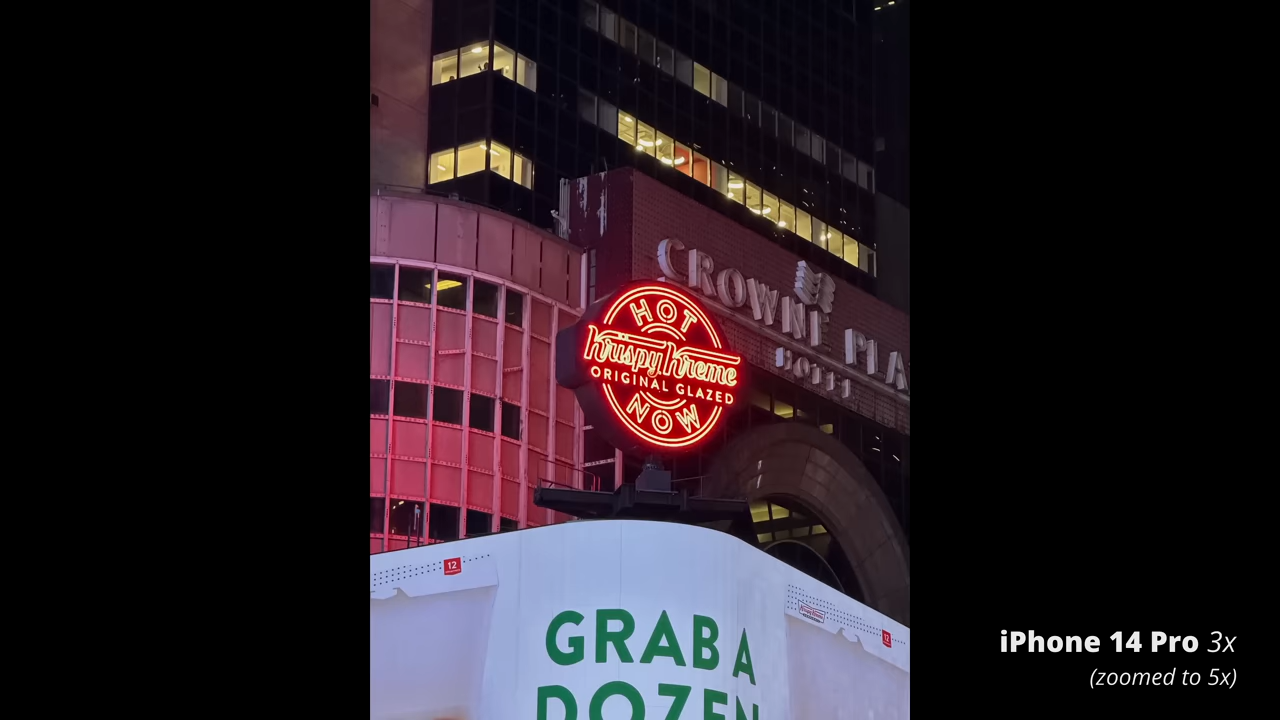 CROWNE PLA
HOTEL
HOT
Krispy Kreme
ORIGINAL GLAZED
NOW
12
12
GRAB A
DOZEN
iPhone 14 Pro 3x
(zoomed to 5x)